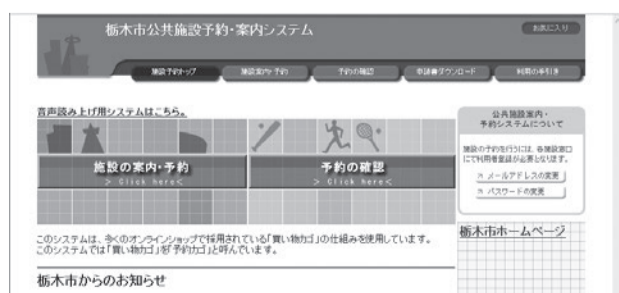 栃木市公共施設予約・案内システム
お気に入り
施設予約トップ
施設案内・予約
予約の確認
申請書ダウンロード
利用の手引き
音声読み上げ用システムはこちら。
施設の案内・予約
> Click here <
予約の確認
> Click here <
このシステムは、多くのオンラインショップで採用されている「買い物カゴ」の仕組みを使用しています。
このシステムでは「買い物カゴ」を「予約カゴ」と呼んでいます。
栃木市からのお知らせ
公共施設案内・
予約システムについて
施設の予約を行うには、各施設窓口
にて利用者登録が必要となります。
メールアドレスの変更
パスワードの変更
栃木市ホームページ